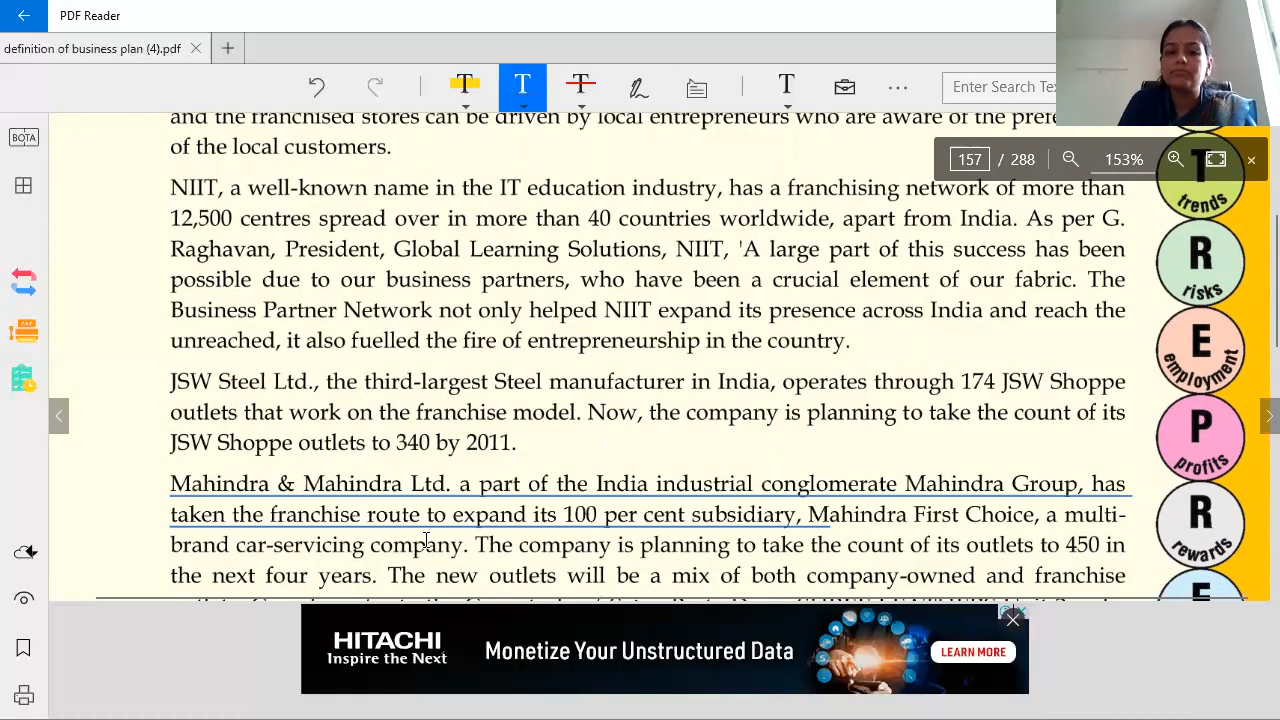 PDF Reader
definition of business plan (4).pdf
T T T T
Enter Search Te
BOTA
157 / 288 153%
and the franchised stores can be driven by local entrepreneurs who are aware of the
of the local customers.
NIIT, a well-known name in the IT education industry, has a franchising network of more than
12,500 centres spread over in more than 40 countries worldwide, apart from India. As per G.
Raghavan, President, Global Learning Solutions, NIIT, 'A large part of this success has been
possible due to our business partners, who have been a crucial element of our fabric. The
Business Partner Network not only helped NIIT expand its presence across India and reach the
unreached, it also fuelled the fire of entrepreneurship in the country.
JSW Steel Ltd., the third-largest Steel manufacturer in India, operates through 174 JSW Shoppe
outlets that work on the franchise model. Now, the company is planning to take the count of its
JSW Shoppe outlets to 340 by 2011.
Mahindra & Mahindra Ltd. a part of the India industrial conglomerate Mahindra Group, has
taken the franchise route to expand its 100 per cent subsidiary, Mahindra First Choice, a multi-
brand car-servicing company. The company is planning to take the count of its outlets to 450 in
the next four years. The new outlets will be a mix of both company-owned and franchise
T
trends
R
risks
E
employment
P
profits
R
rewards
E
HITACHI
Inspire the Next
Monetize Your Unstructured Data
LEARN MORE